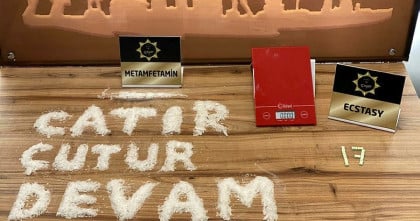 METAMFETAMİN
ECSTASY
ÇATIR
ÇUTUR
DEVAM
17